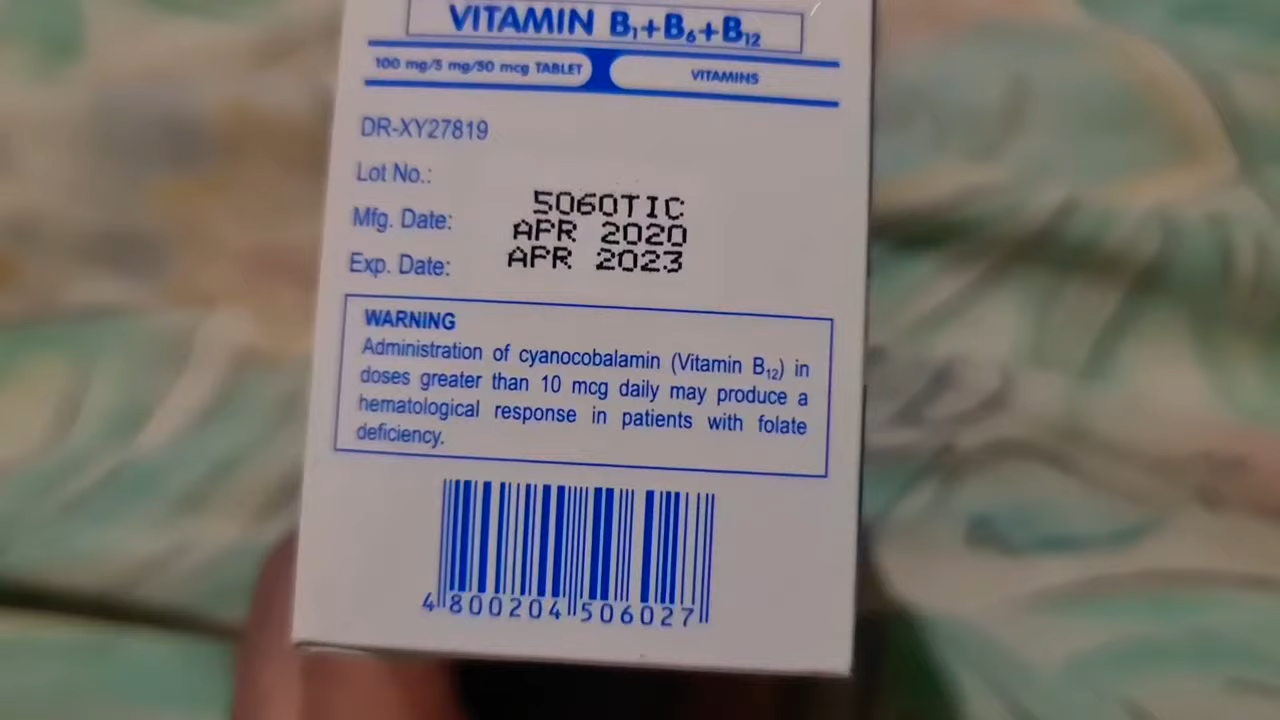 VITAMIN B₁+B₆+B₁₂
100 mg/5 mg/50 mcg TABLET VITAMINS
DR-XY27819
Lot No.: 5060TIC
Mfg. Date: APR 2020
Exp. Date: APR 2023
WARNING
Administration of cyanocobalamin (Vitamin B₁₂) in
doses greater than 10 mcg daily may produce a
hematological response in patients with folate
deficiency.
4 800204 506027